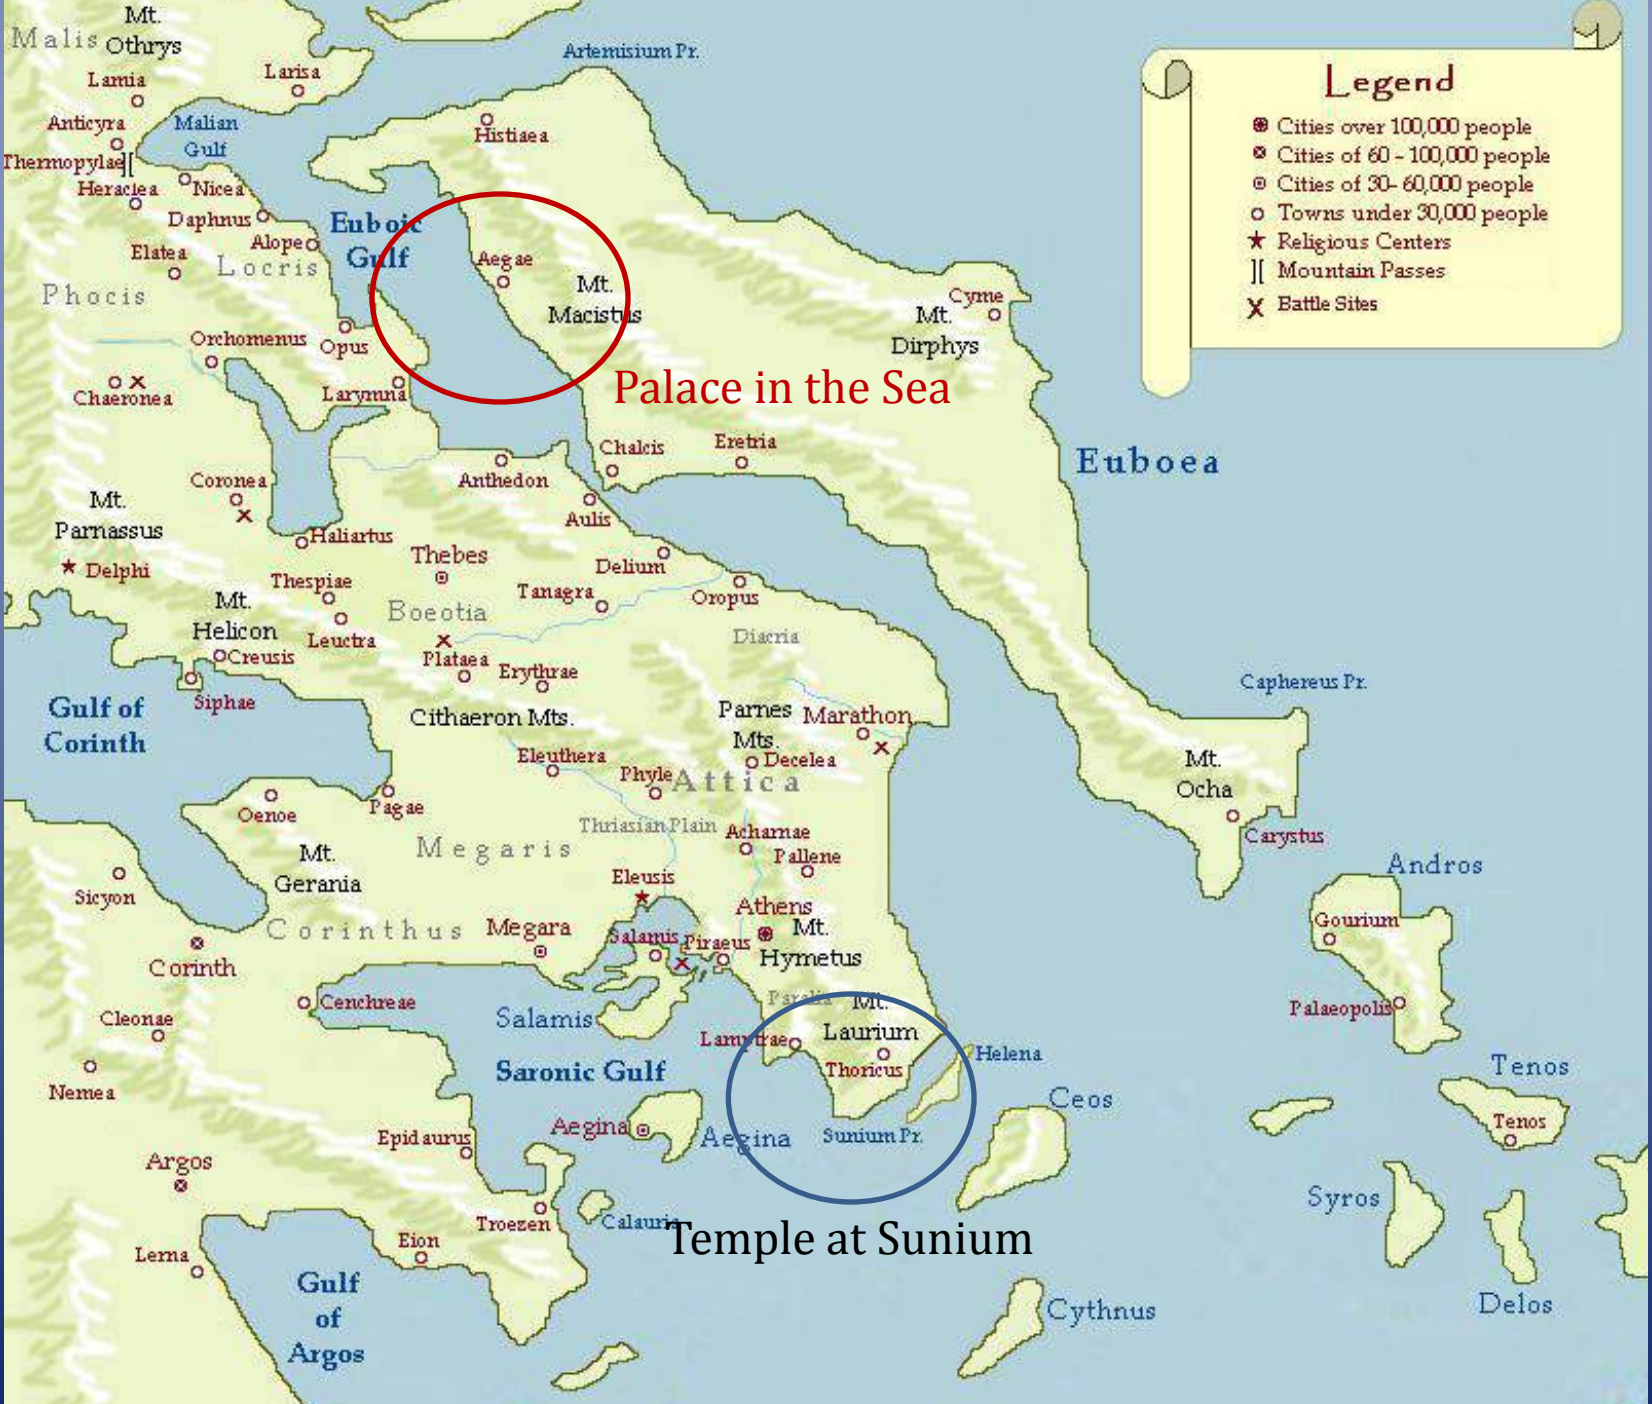 Mt.
Othrys
Malis
Artemisium Pr.
Lamia
Larisa
Anticyra
Malian
Gulf
Histiaea
Thermopylae
Heraclea
Nicea
Daphnus
Euboic
Gulf
Alope
Elatea
Locris
Aegae
Phocis
Mt.
Macistus
Cyme
Mt.
Dirphys
Orchomenus
Opus
Chaeronea
Larymna
Palace in the Sea
Legend
Cities over 100,000 people
Cities of 60 - 100,000 people
Cities of 30- 60,000 people
Towns under 30,000 people
Religious Centers
Mountain Passes
Battle Sites
Chalcis
Eretria
Euboea
Coronea
Anthedon
Mt.
Parnassus
Aulis
Haliartus
Thebes
Delphi
Delium
Thespiae
Tanagra
Oropus
Mt.
Helicon
Boeotia
Leuctra
Diacria
Creusis
Plataea
Erythrae
Siphae
Caphereus Pr.
Gulf of
Corinth
Cithaeron Mts.
Parnes
Mts.
Marathon
Eleuthera
Decelea
Mt.
Ocha
Phyle
Attica
Oenoe
Pagae
Thriasian Plain
Acharnae
Carystus
Megaris
Pallene
Mt.
Gerania
Andros
Sicyon
Eleusis
Athens
Gourium
Corinthus
Megara
Salamis
Piraeus
Mt.
Hymetus
Corinth
Paralia
Mt.
Laurium
Cenchreae
Palaeopolis
Cleonae
Salamis
Lamptrae
Helena
Saronic Gulf
Thoricus
Tenos
Nemea
Ceos
Aegina
Aegina
Sunium Pr.
Tenos
Epidaurus
Argos
Syros
Troezen
Calauria
Temple at Sunium
Lerna
Eion
Gulf
of
Argos
Cythnus
Delos